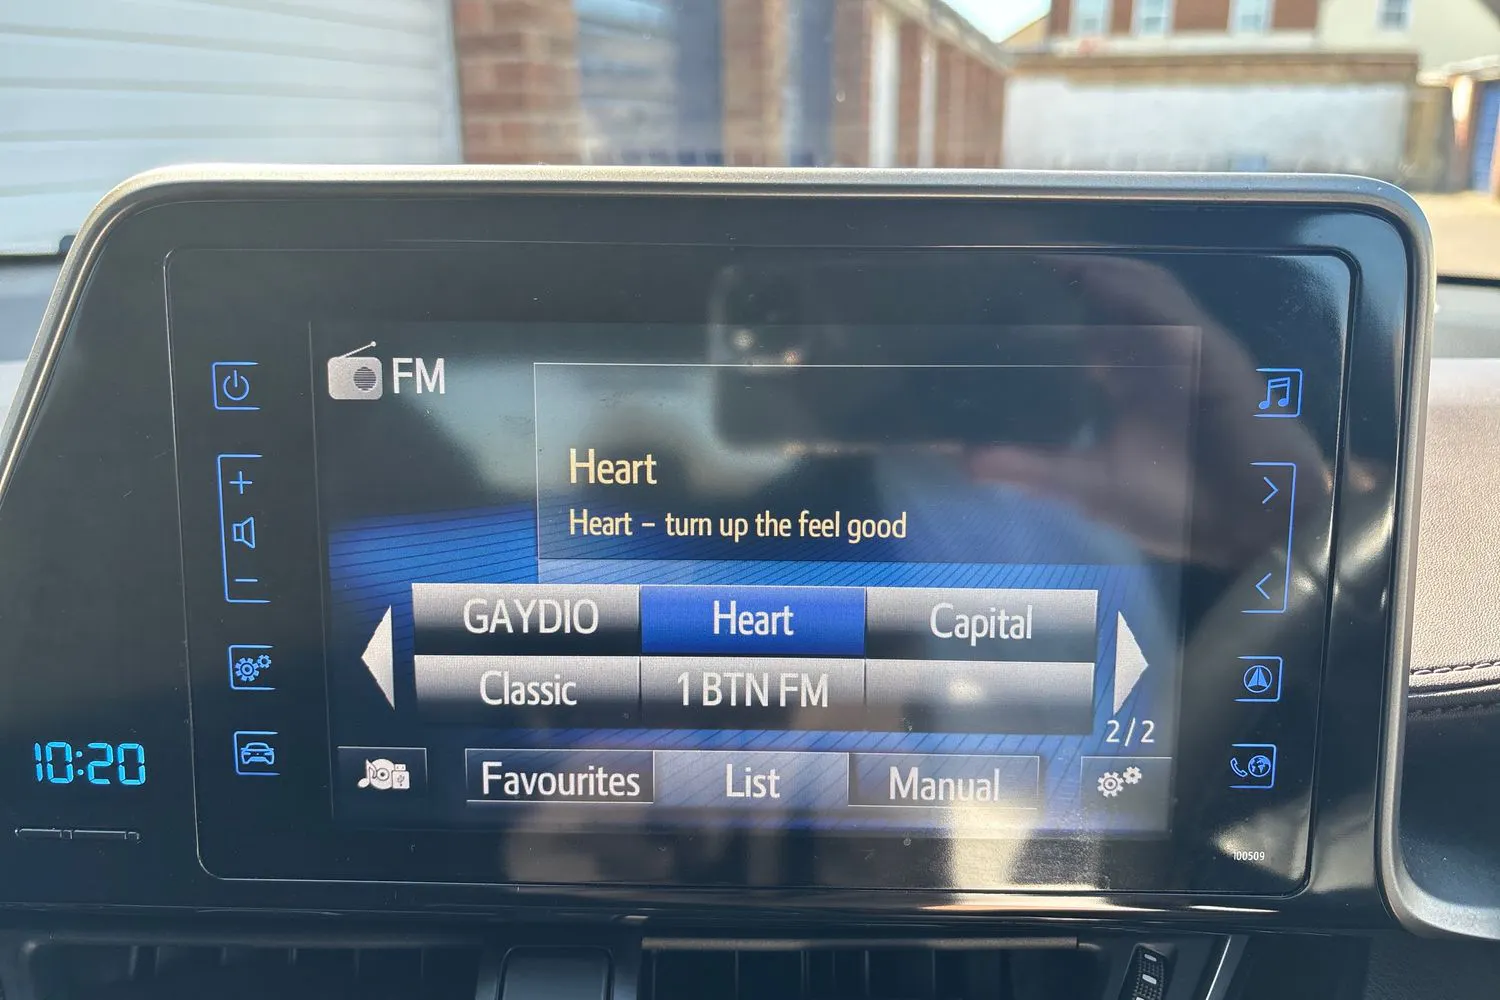 FM
Heart
Heart – turn up the feel good
GAYDIO Heart Capital
Classic 1 BTN FM
2/2
Favourites List Manual
10:20
100509